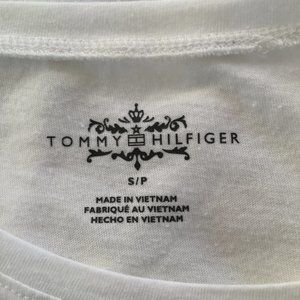 TOMMY HILFIGER
S/P
MADE IN VIETNAM
FABRIQUÉ AU VIETNAM
HECHO EN VIETNAM